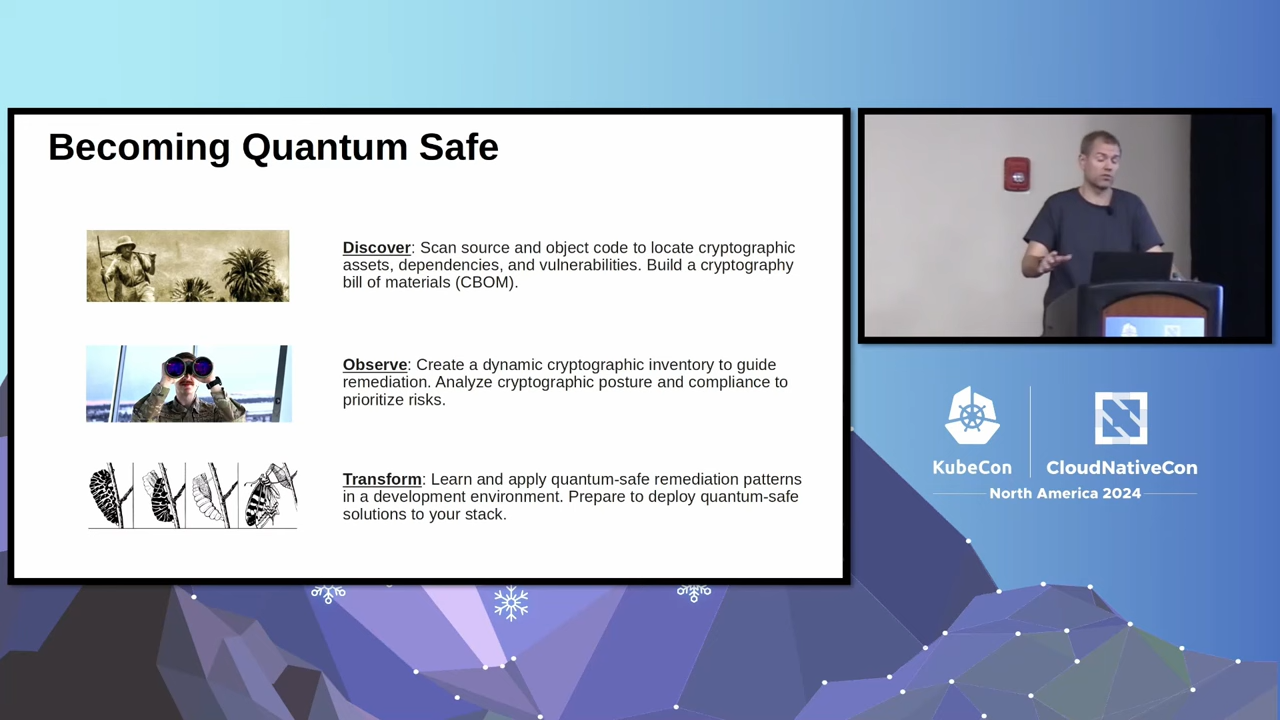 Becoming Quantum Safe
Discover: Scan source and object code to locate cryptographic
assets, dependencies, and vulnerabilities. Build a cryptography
bill of materials (CBOM).
Observe: Create a dynamic cryptographic inventory to guide
remediation. Analyze cryptographic posture and compliance to
prioritize risks.
Transform: Learn and apply quantum-safe remediation patterns
in a development environment. Prepare to deploy quantum-safe
solutions to your stack.
KubeCon
CloudNativeCon
North America 2024